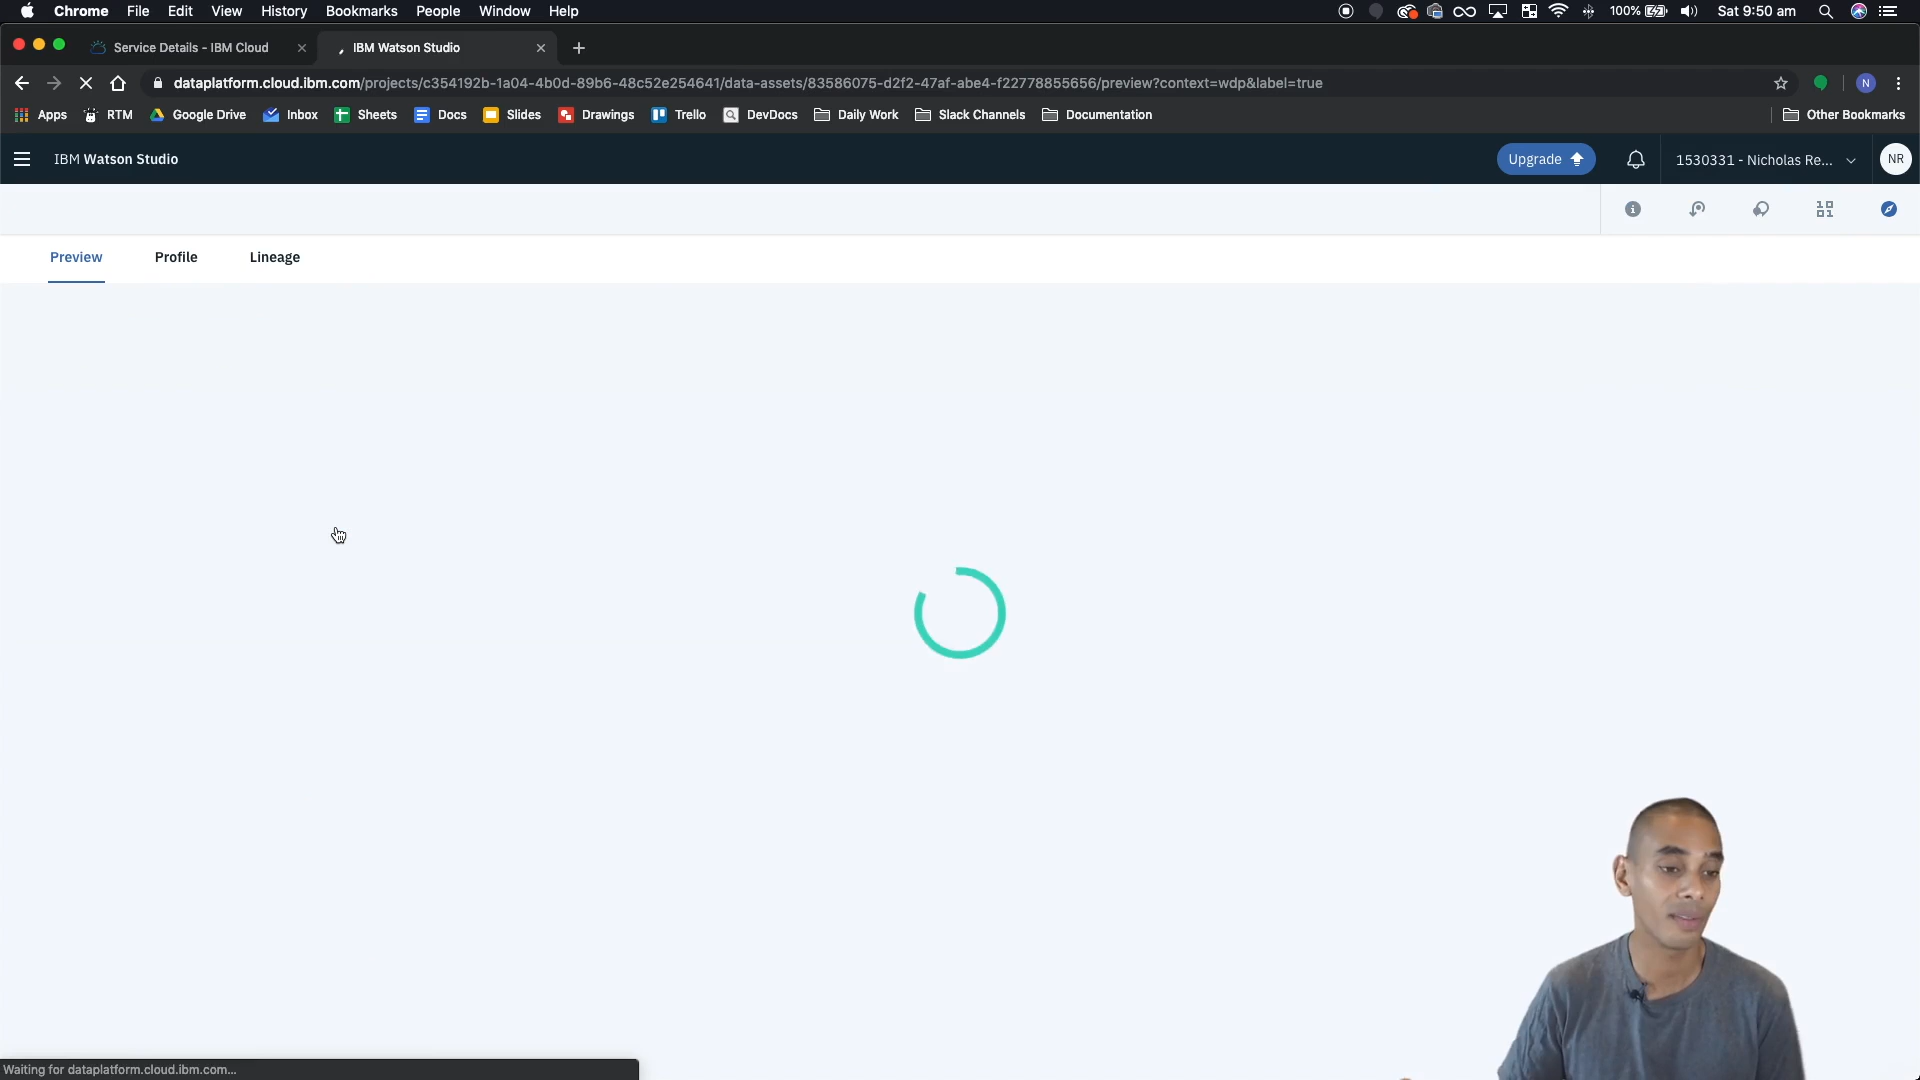 Chrome File Edit View History Bookmarks People Window Help 100% Sat 9:50 am
Service Details - IBM Cloud IBM Watson Studio
dataplatform.cloud.ibm.com/projects/c354192b-1a04-4b0d-89b6-48c52e254641/data-assets/83586075-d2f2-47af-abe4-f22778855656/preview?context=wdp&label=true N
Apps RTM Google Drive Inbox Sheets Docs Slides Drawings Trello DevDocs Daily Work Slack Channels Documentation Other Bookmarks
IBM Watson Studio Upgrade 1530331 - Nicholas Re... NR
Preview Profile Lineage
Waiting for dataplatform.cloud.ibm.com...